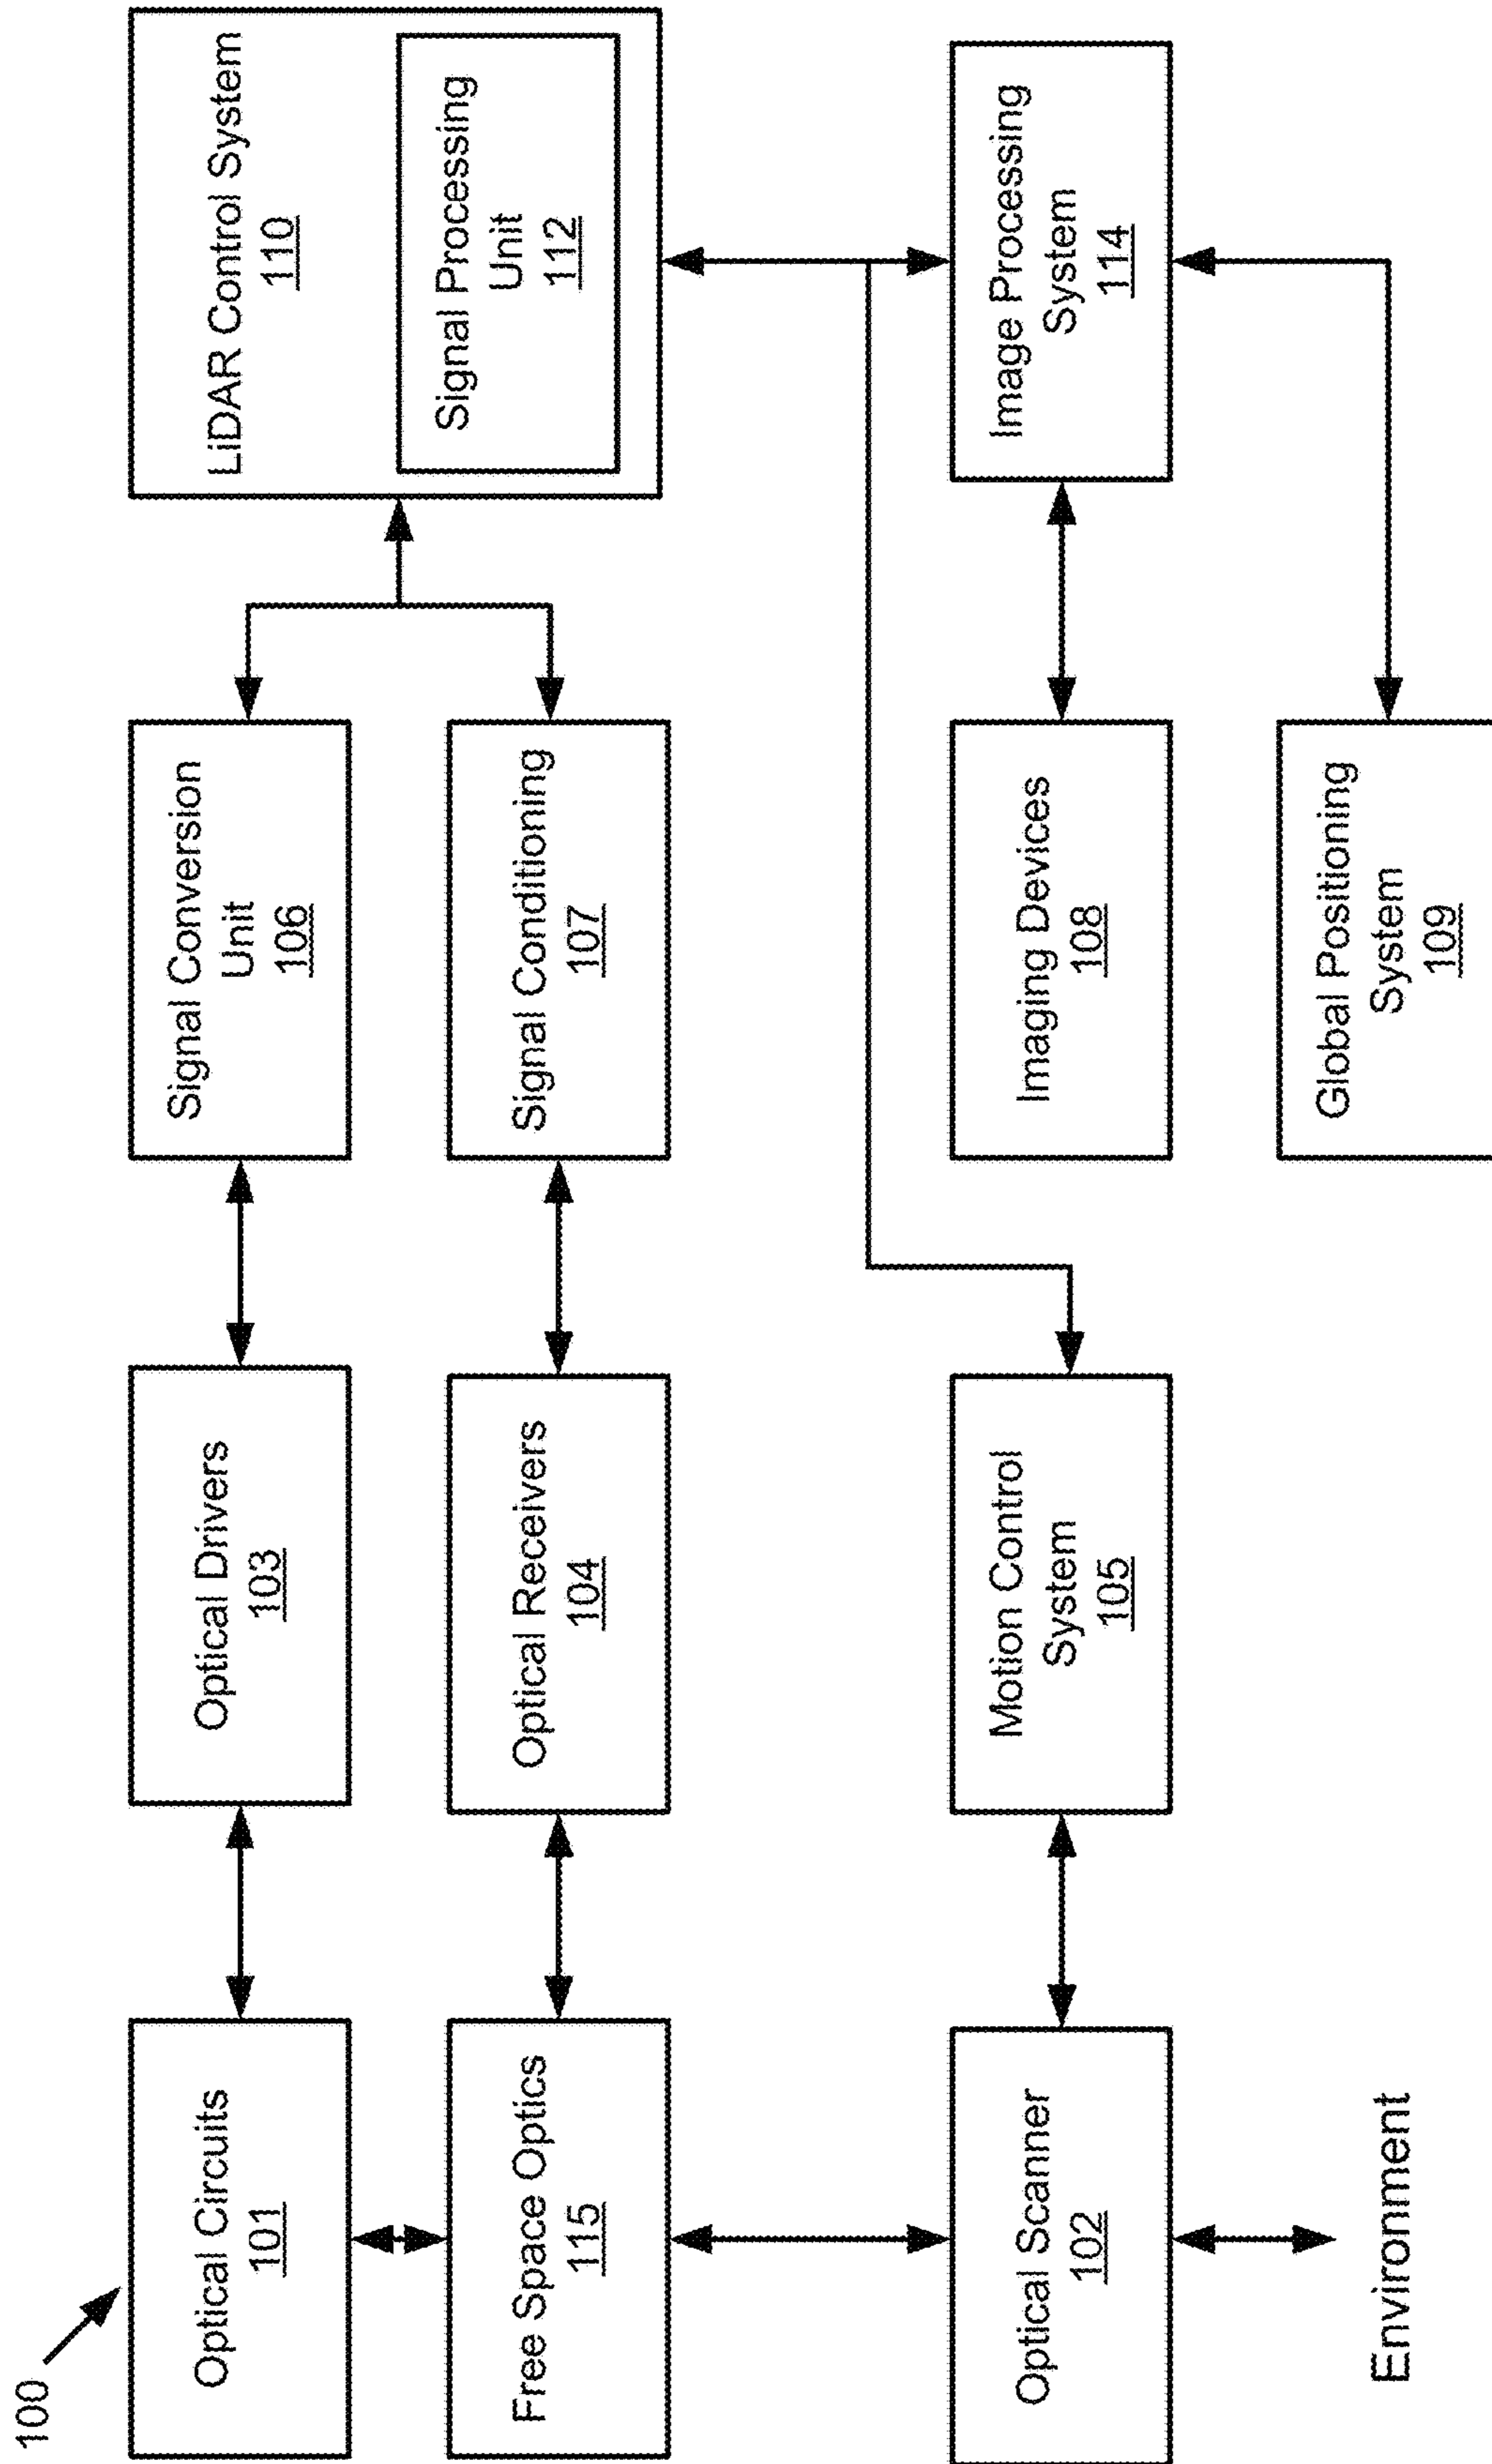 100
Optical Circuits
101
Optical Drivers
103
Signal Conversion
Unit
106
LiDAR Control System
110
Signal Processing
Unit
112
Free Space Optics
115
Optical Receivers
104
Signal Conditioning
107
Optical Scanner
102
Motion Control
System
105
Imaging Devices
108
Image Processing
System
114
Environment
Global Positioning
System
109